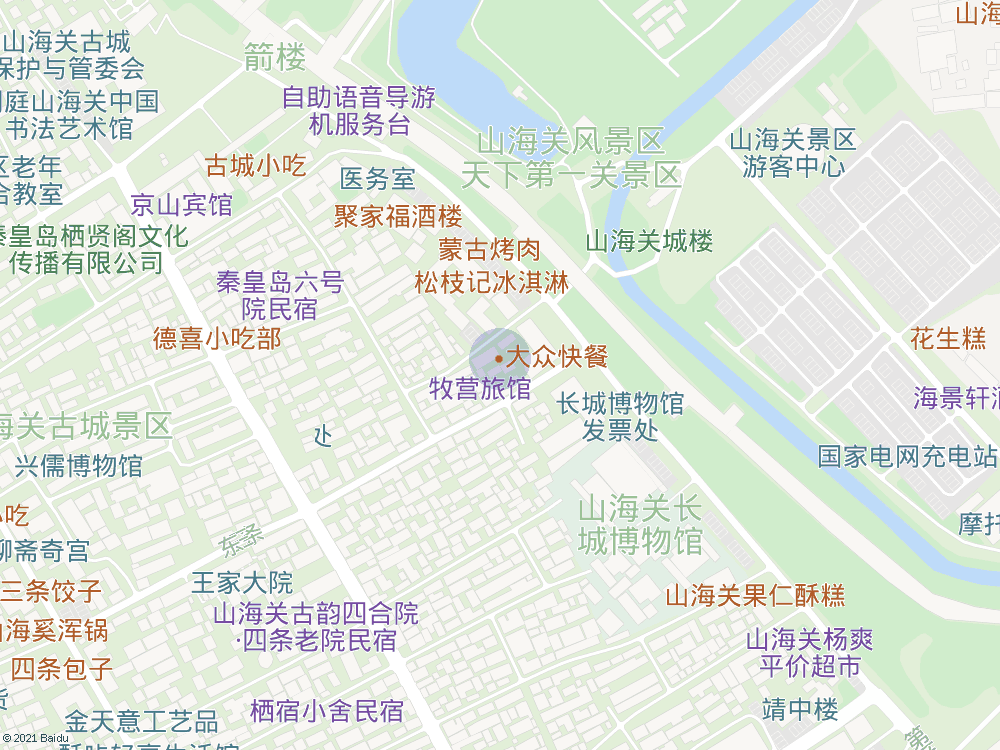 山海
山海关古城
保护与管委会
箭楼
自助语音导游
机服务台
山海关中国
书法艺术馆
山海关风景区
天下第一关景区
山海关景区
游客中心
区老年
合教室
古城小吃
医务室
京山宾馆
聚家福酒楼
秦皇岛栖贤阁文化
传播有限公司
蒙古烤肉
山海关城楼
松枝记冰淇淋
秦皇岛六号
院民宿
德喜小吃部
大众快餐
花生糕
牧营旅馆
海景轩酒
长城博物馆
发票处
海关古城景区
兴儒博物馆
国家电网充电站
小吃
山海关长
城博物馆
摩托
东条
聊斋奇宫
王家大院
三条饺子
山海关果仁酥糕
山海关古韵四合院
·四条老院民宿
山海奚浑锅
山海关杨爽
平价超市
四条包子
货
栖宿小舍民宿
靖中楼
金天意工艺品
第
© 2021 Baidu